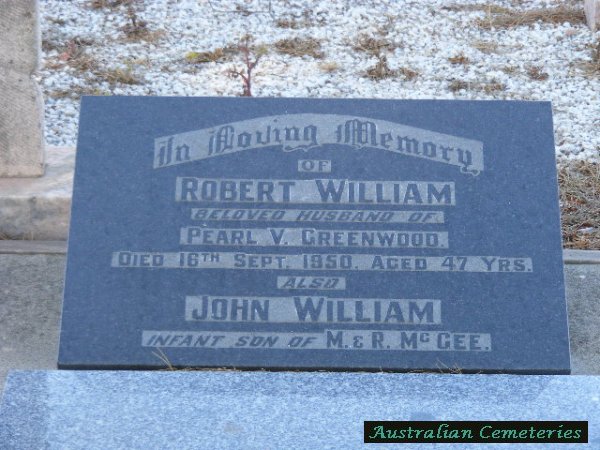 In Loving Memory
OF
ROBERT WILLIAM
BELOVED HUSBAND OF
PEARL V. GREENWOOD.
DIED 16TH SEPT. 1950. AGED 47 YRS.
ALSO
JOHN WILLIAM
INFANT SON OF M. & R. MCGEE.
Australian Cemeteries